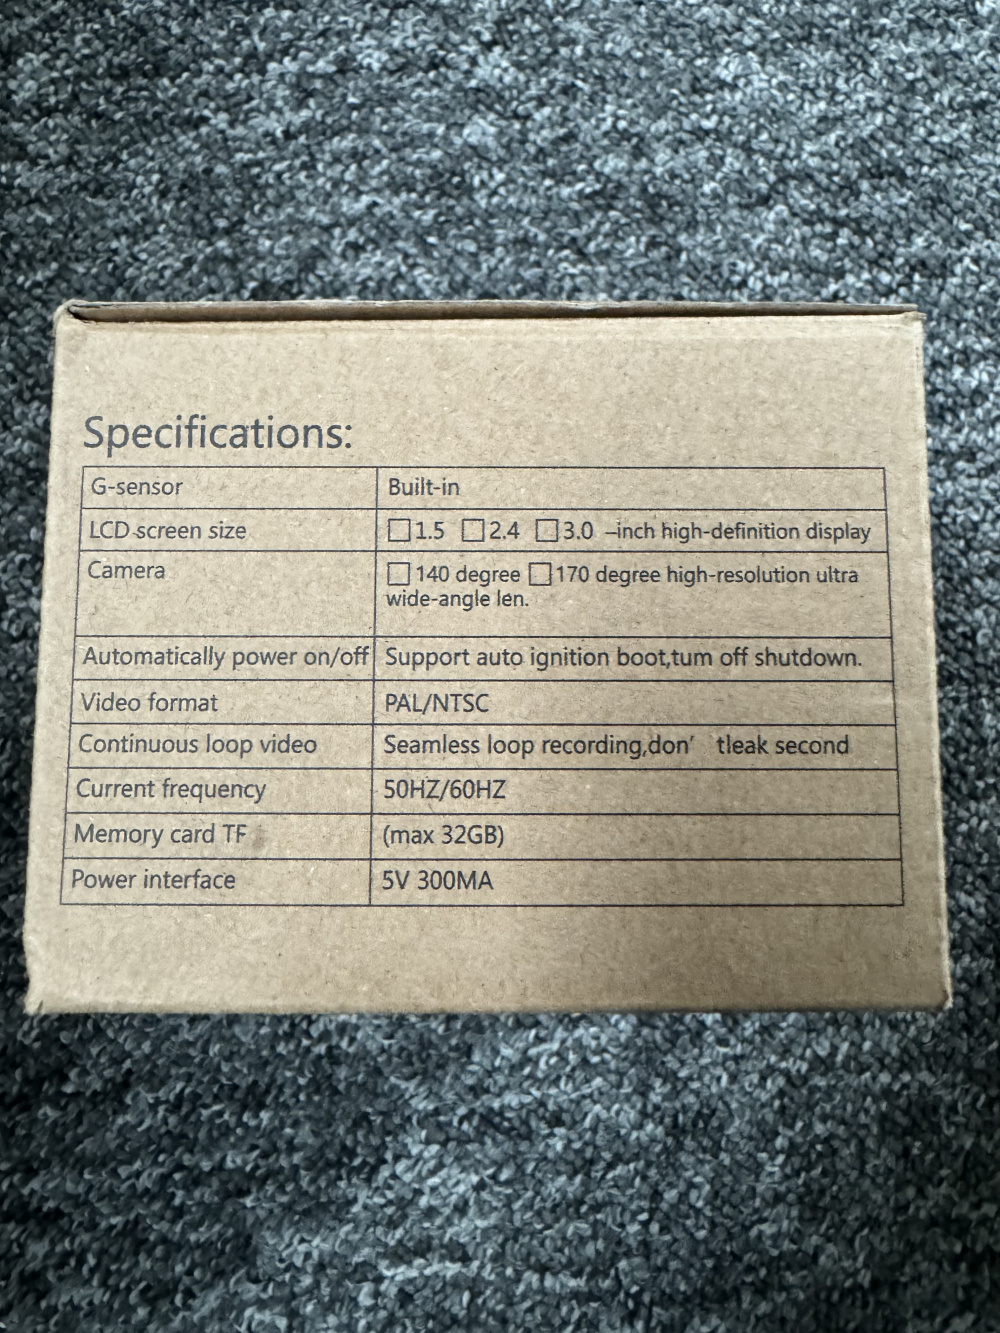 Specifications:
G-sensor Built-in
LCD screen size □1.5 □2.4 □3.0 –inch high-definition display
Camera □140 degree □170 degree high-resolution ultra
wide-angle len.
Automatically power on/off Support auto ignition boot,tum off shutdown.
Video format PAL/NTSC
Continuous loop video Seamless loop recording,don’ tleak second
Current frequency 50HZ/60HZ
Memory card TF (max 32GB)
Power interface 5V 300MA